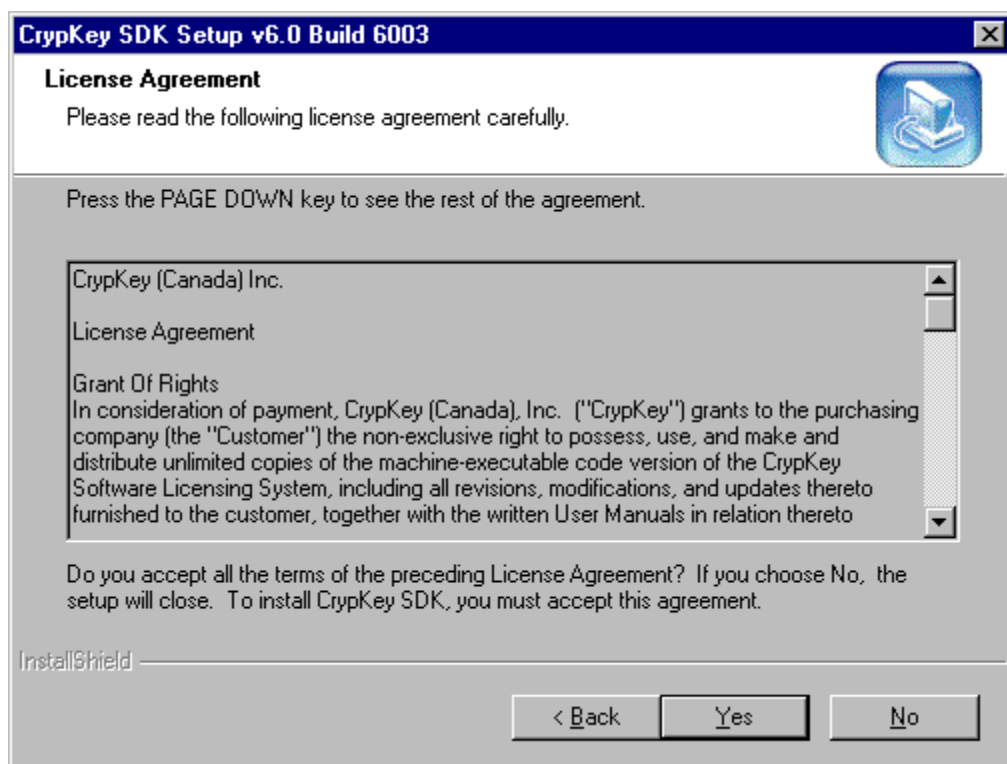 CrypKey SDK Setup v6.0 Build 6003
License Agreement
Please read the following license agreement carefully.
Press the PAGE DOWN key to see the rest of the agreement.
CrypKey (Canada) Inc.
License Agreement
Grant Of Rights
In consideration of payment, CrypKey (Canada), Inc.  ("CrypKey") grants to the purchasing
company (the "Customer") the non-exclusive right to possess, use, and make and
distribute unlimited copies of the machine-executable code version of the CrypKey
Software Licensing System, including all revisions, modifications, and updates thereto
furnished to the customer, together with the written User Manuals in relation thereto
Do you accept all the terms of the preceding License Agreement?  If you choose No,  the
setup will close.  To install CrypKey SDK, you must accept this agreement.
InstallShield
< Back
Yes
No